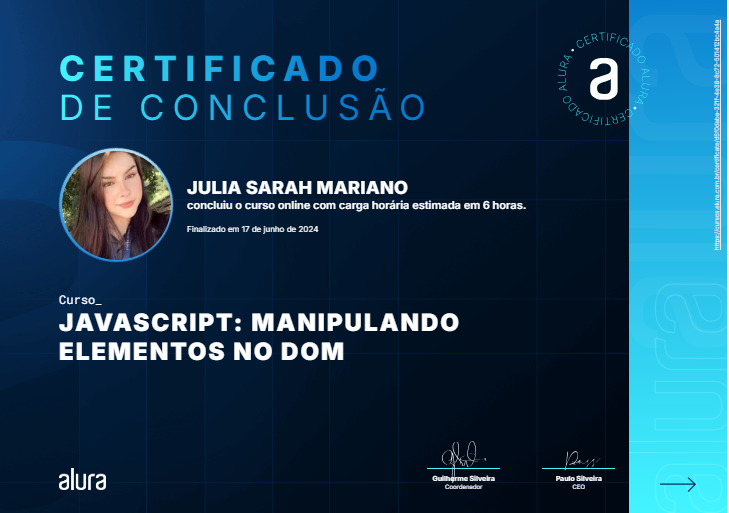 CERTIFICADO
DE CONCLUSÃO
CERTIFICADO ALURA • CERTIFICADO ALURA •
a
JULIA SARAH MARIANO
concluiu o curso online com carga horária estimada em 6 horas.
Finalizado em 17 de junho de 2024
Curso_
JAVASCRIPT: MANIPULANDO
ELEMENTOS NO DOM
alura
Guilherme Silveira
Coordenador
Paulo Silveira
CEO
alura
alura